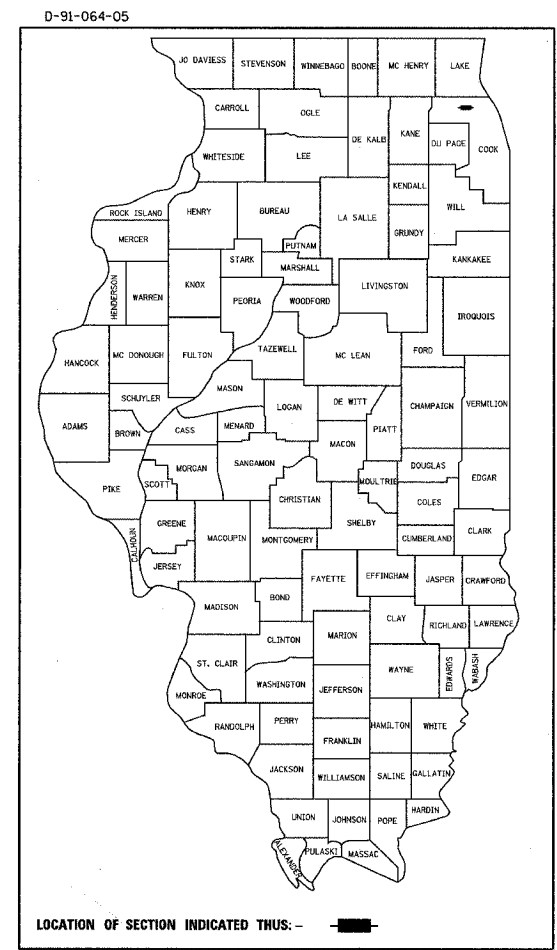 D-91-064-05
JO DAVIESS STEVENSON WINNEBAGO BOONE MC HENRY LAKE
CARROLL OGLE DE KALB KANE DU PAGE COOK
WHITESIDE LEE
KENDALL WILL
ROCK ISLAND HENRY BUREAU LA SALLE GRUNDY
MERCER PUTNAM
STARK MARSHALL KANKAKEE
HENDERSON WARREN KNOX PEORIA WOODFORD LIVINGSTON IROQUOIS
HANCOCK MC DONOUGH FULTON TAZEWELL MC LEAN FORD
MASON
SCHUYLER LOGAN DE WITT CHAMPAIGN VERMILION
ADAMS BROWN CASS MENARD MACON PIATT
MORGAN SANGAMON DOUGLAS EDGAR
PIKE SCOTT CHRISTIAN MOULTRIE COLES
GREENE MACOUPIN MONTGOMERY SHELBY CUMBERLAND CLARK
CALHOUN JERSEY
FAYETTE EFFINGHAM JASPER CRAWFORD
MADISON BOND
CLAY RICHLAND LAWRENCE
CLINTON MARION
ST. CLAIR WAYNE EDWARDS WABASH
WASHINGTON JEFFERSON
MONROE
RANDOLPH PERRY HAMILTON WHITE
FRANKLIN
JACKSON WILLIAMSON SALINE GALLATIN
UNION JOHNSON POPE HARDIN
ALEXANDER PULASKI MASSAC
LOCATION OF SECTION INDICATED THUS: -